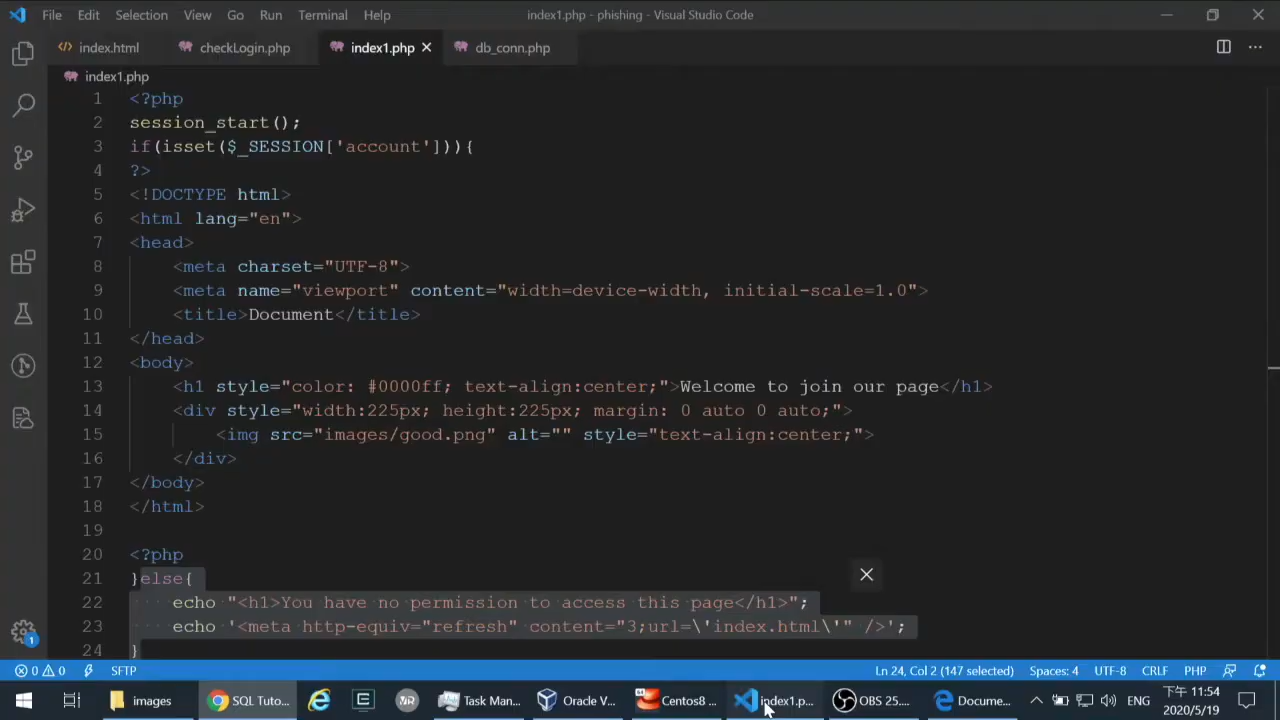 File Edit Selection View Go Run Terminal Help index1.php - phishing - Visual Studio Code
index.html checkLogin.php index1.php db_conn.php
index1.php
1 <?php
2 session_start();
3 if(isset($_SESSION['account'])){
4 ?>
5 <!DOCTYPE html>
6 <html lang="en">
7 <head>
8 <meta charset="UTF-8">
9 <meta name="viewport" content="width=device-width, initial-scale=1.0">
10 <title>Document</title>
11 </head>
12 <body>
13 <h1 style="color: #0000ff; text-align:center;">Welcome to join our page</h1>
14 <div style="width:225px; height:225px; margin: 0 auto 0 auto;">
15 <img src="images/good.png" alt="" style="text-align:center;">
16 </div>
17 </body>
18 </html>
19
20 <?php
21 }else{
22 echo "<h1>You have no permission to access this page</h1>";
23 echo '<meta http-equiv="refresh" content="3;url=\'index.html\'" />';
24 }
1 0 0 SFTP Ln 24, Col 2 (147 selected) Spaces: 4 UTF-8 CRLF PHP
images SQL Tuto... Task Man... Oracle V... Centos8 ... index1.p... OBS 25.... Docume... ENG 下午 11:54
2020/5/19